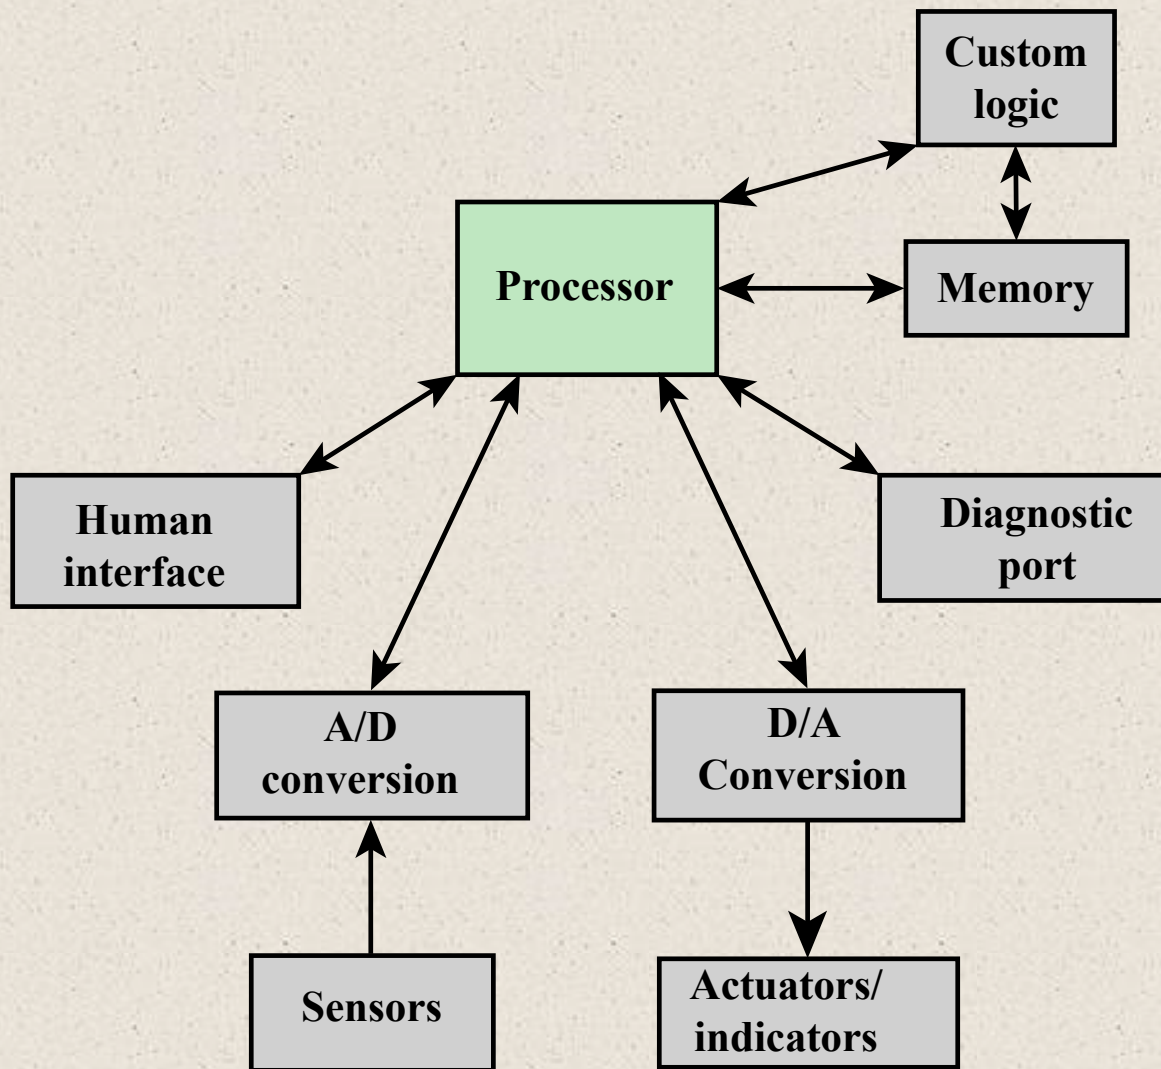 Custom
logic
Processor
Memory
Human
interface
Diagnostic
port
A/D
conversion
D/A
Conversion
Sensors
Actuators/
indicators